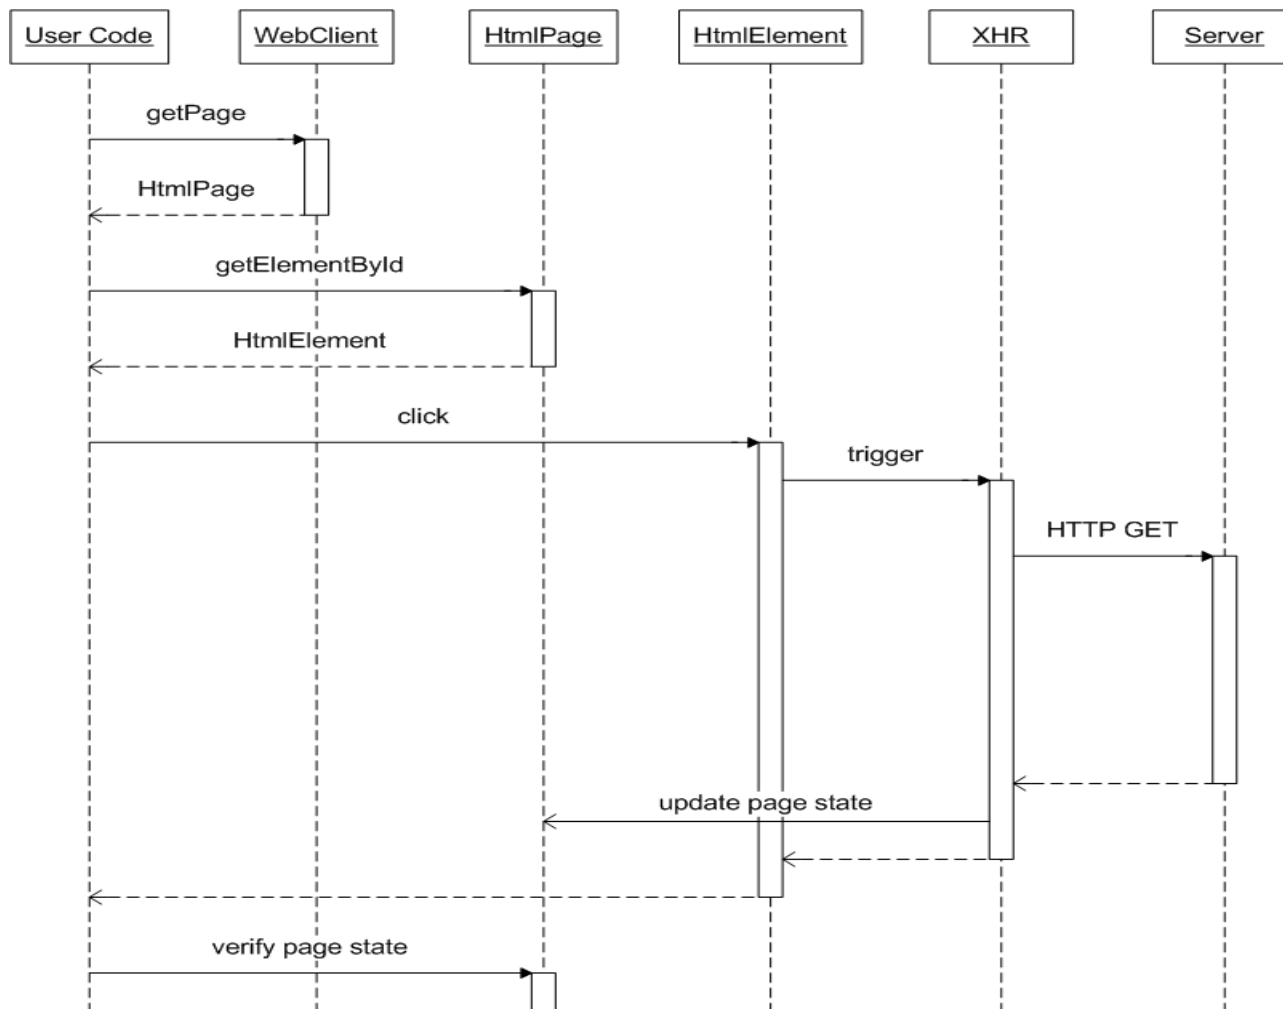 User Code
WebClient
HtmlPage
HtmlElement
XHR
Server
getPage
HtmlPage
getElementById
HtmlElement
click
trigger
HTTP GET
update page state
verify page state